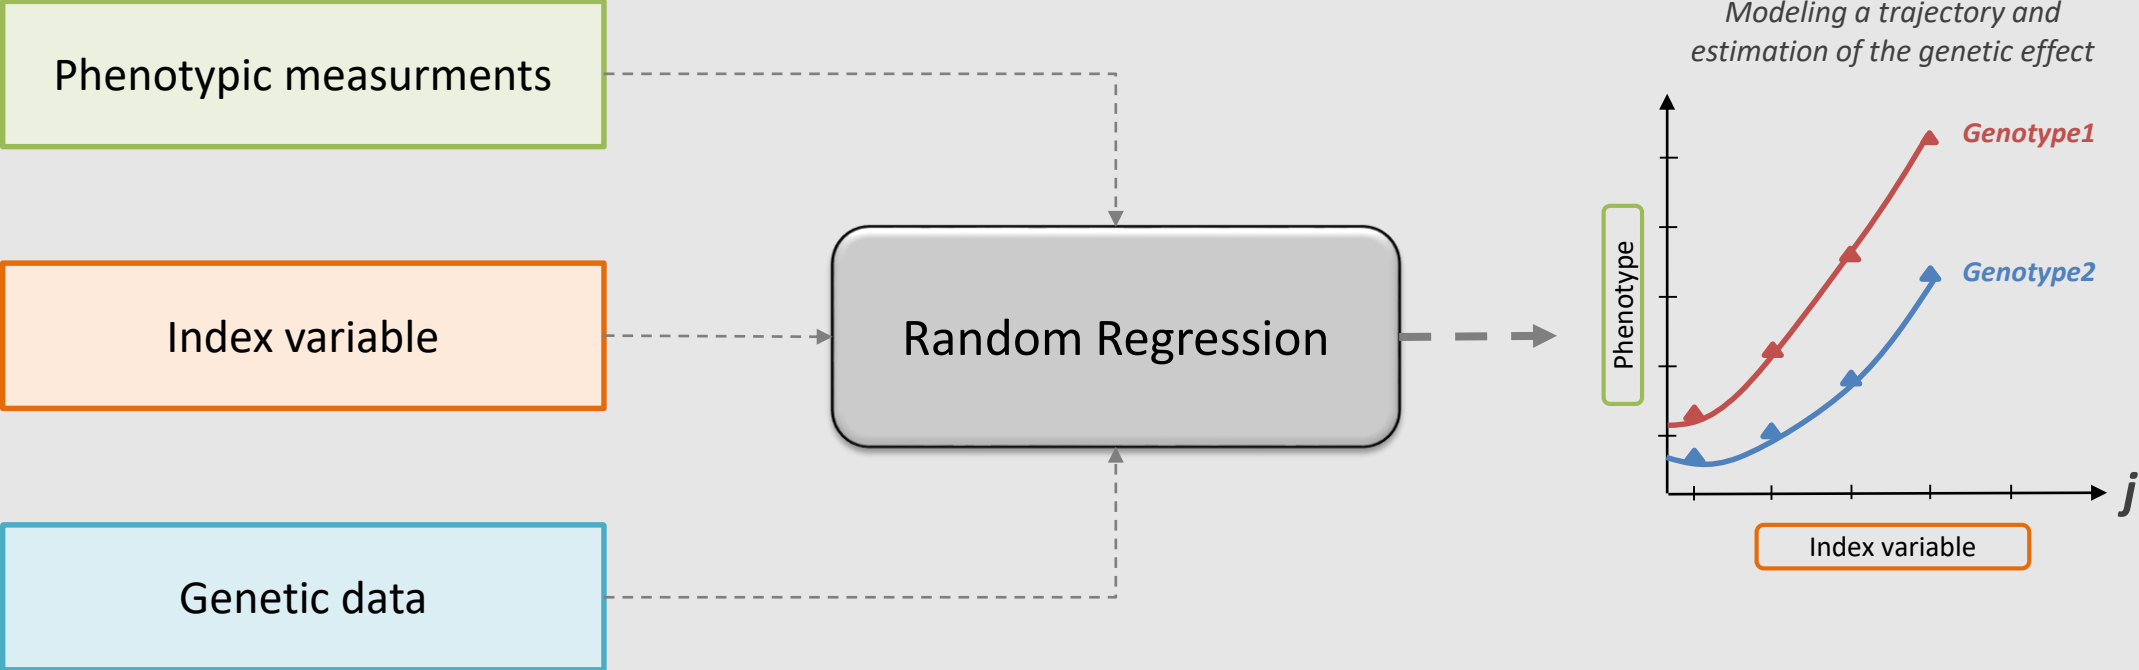 Phenotypic measurments
Index variable
Genetic data
Random Regression
Modeling a trajectory and
estimation of the genetic effect
Genotype1
Genotype2
Phenotype
j
Index variable